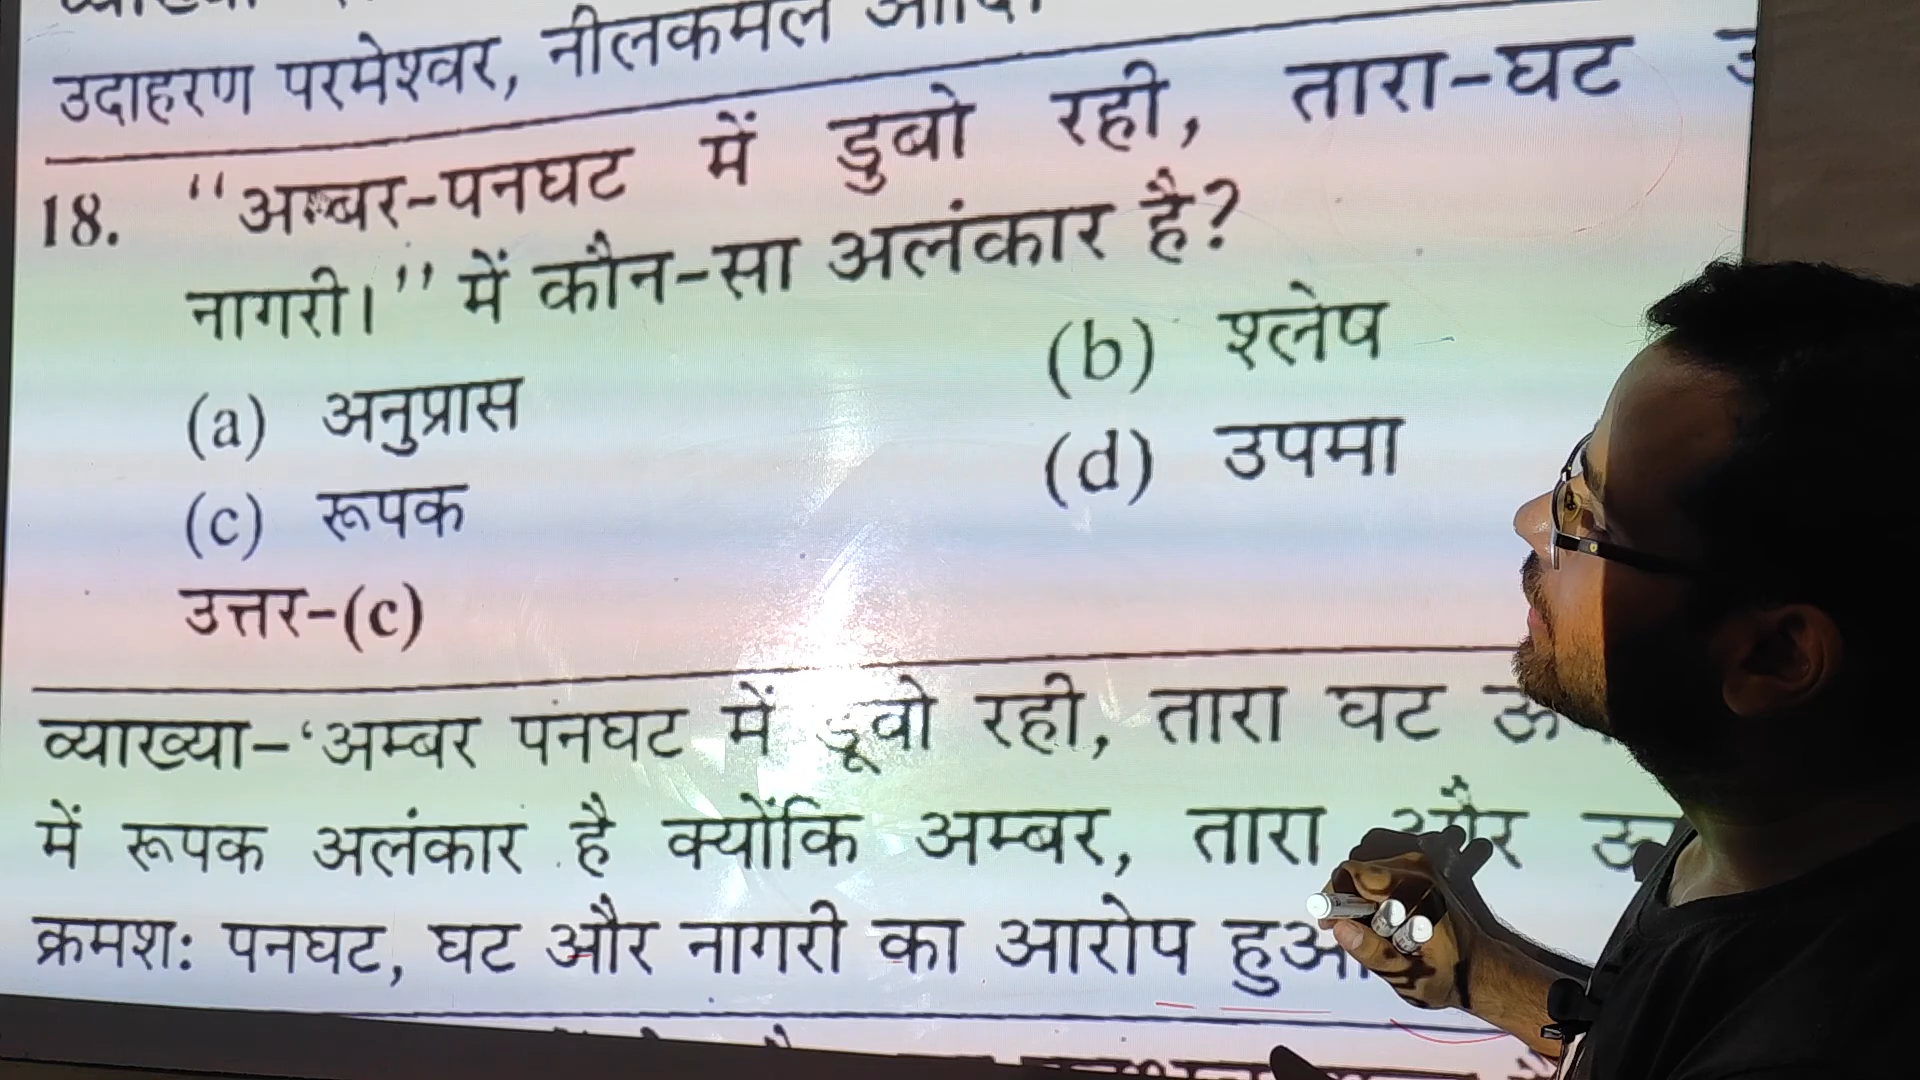 उदाहरण परमेश्वर, नीलकमल आदि।
18. “अम्बर-पनघट में डुबो रही, तारा-घट
नागरी।” में कौन-सा अलंकार है?
(a) अनुप्रास (b) श्लेष
(c) रूपक (d) उपमा
उत्तर-(c)
व्याख्या-‘अम्बर पनघट में डूबो रही, तारा घट
में रूपक अलंकार है क्योंकि अम्बर, तारा और
क्रमश: पनघट, घट और नागरी का आरोप